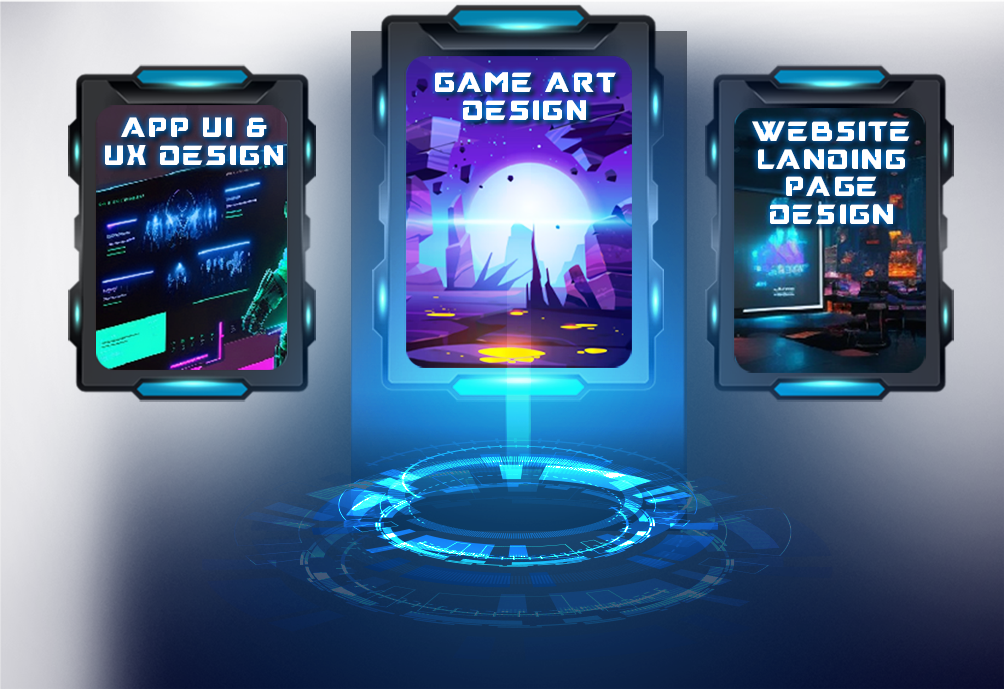 APP UI &
UX DESIGN
GAME ART
DESIGN
WEBSITE
LANDING
PAGE
DESIGN